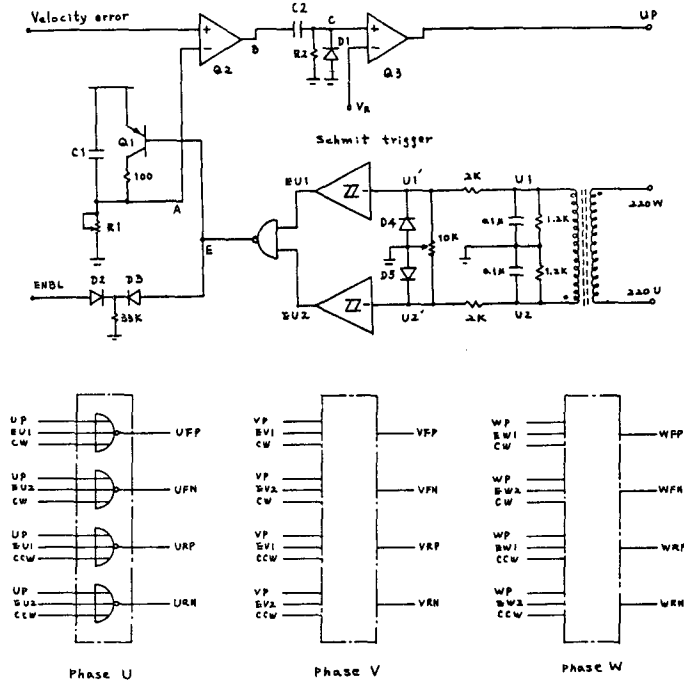 Velocity error
+
−
Q2
B
C2
C
R2
D1
+
−
Q3
VR
UP
C1
Q1
100
A
R1
E
ENBL
D2
D3
33K
Schmit trigger
EU1
EU2
U1'
U2'
D4
D5
10K
2K
2K
U1
U2
0.1μ
0.1μ
1.2K
1.2K
220W
220U
UP
EU1
CW
UFP
UP
EU2
CW
UFN
UP
EU1
CCW
URP
UP
EU2
CCW
URN
Phase U
VP
EV1
CW
VFP
VP
EV2
CW
VFN
VP
EV1
CCW
VRP
VP
EV2
CCW
VRN
Phase V
WP
EW1
CW
WFP
WP
EW2
CW
WFN
WP
EW1
CCW
WRP
WP
EW2
CCW
WRN
Phase W